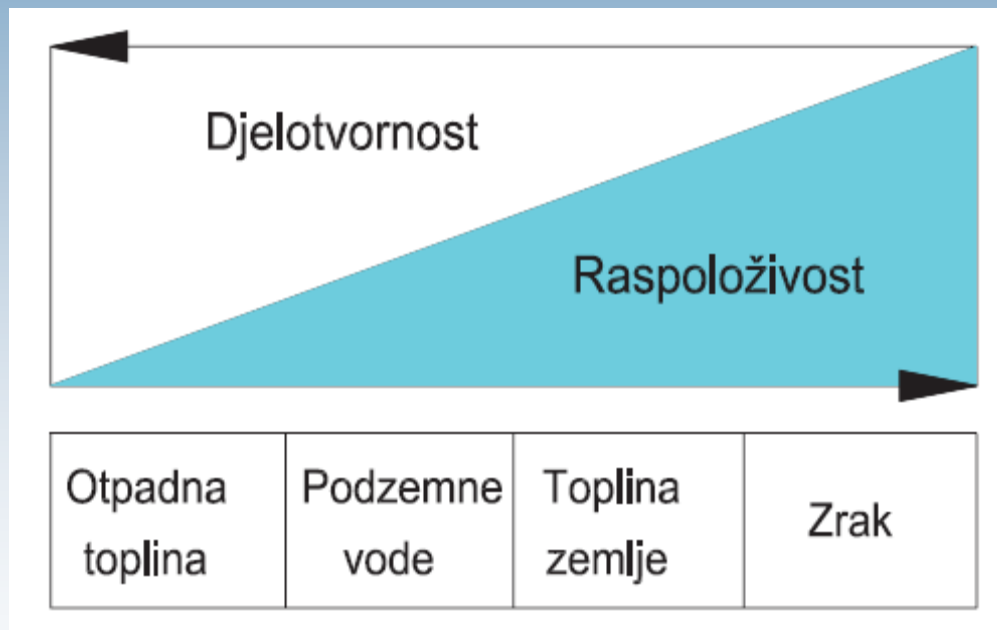 Djelotvornost
Raspoloživost
Otpadna
toplina
Podzemne
vode
Toplina
zemlje
Zrak